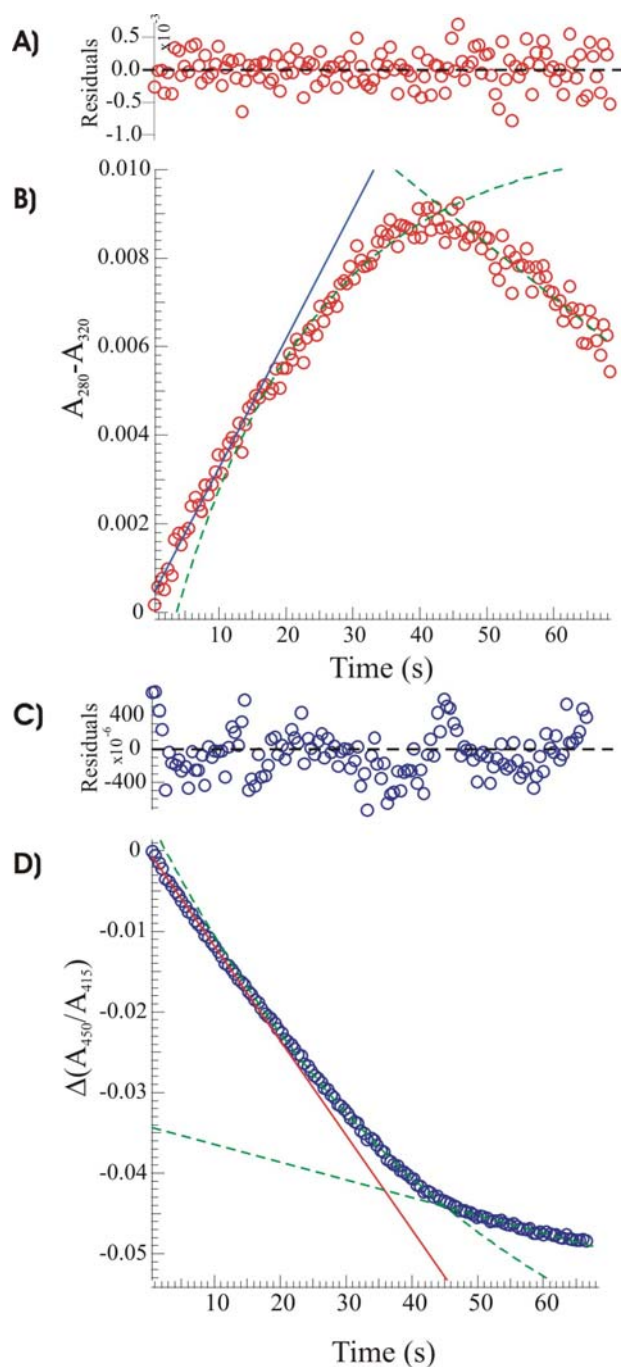 A)
Residuals
x10⁻³
0.5
0.0
-0.5
-1.0
B)
A₂₈₀-A₃₂₀
0.010
0.008
0.006
0.004
0.002
0
10 20 30 40 50 60
Time (s)
C)
Residuals
x10⁻⁶
400
0
-400
D)
Δ(A₄₅₀/A₄₁₅)
0
-0.01
-0.02
-0.03
-0.04
-0.05
10 20 30 40 50 60
Time (s)